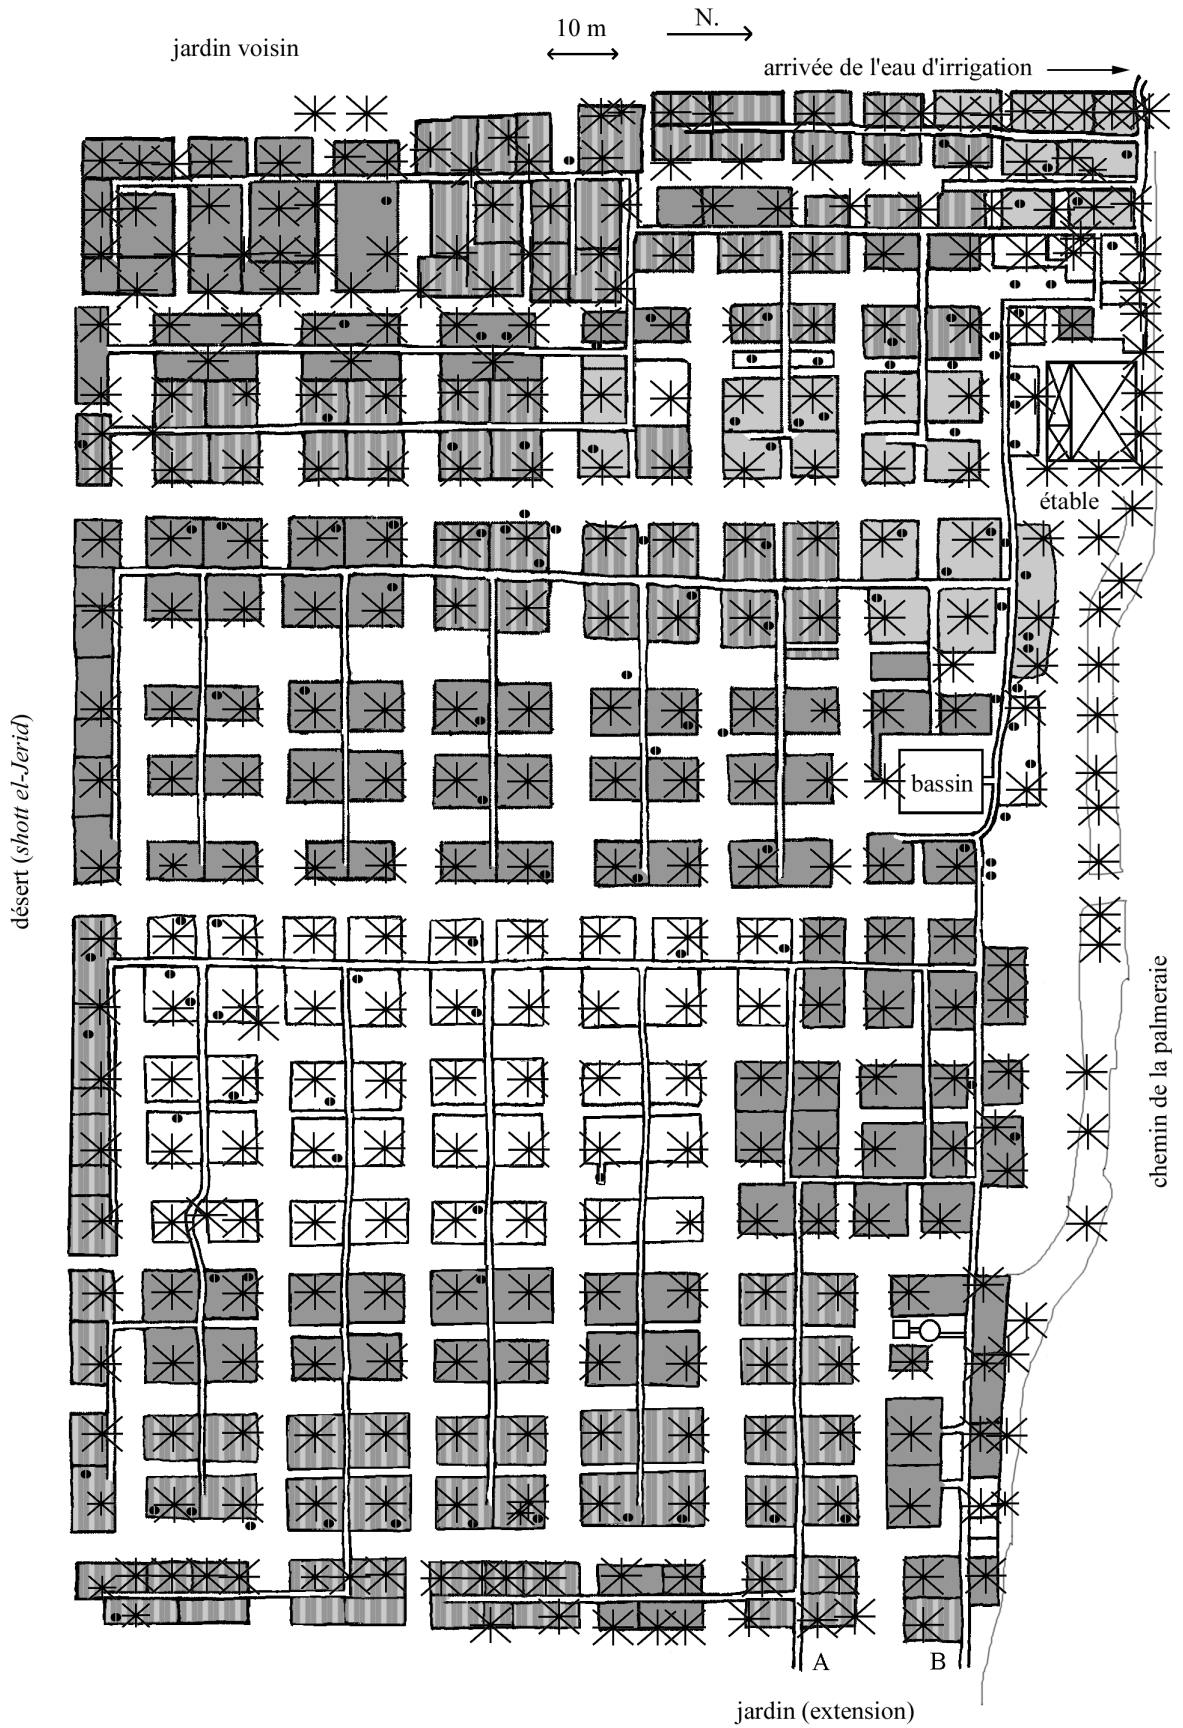 10 m
N.
jardin voisin
arrivée de l'eau d'irrigation
étable
désert (shott el-Jerid)
bassin
chemin de la palmeraie
A
B
jardin (extension)